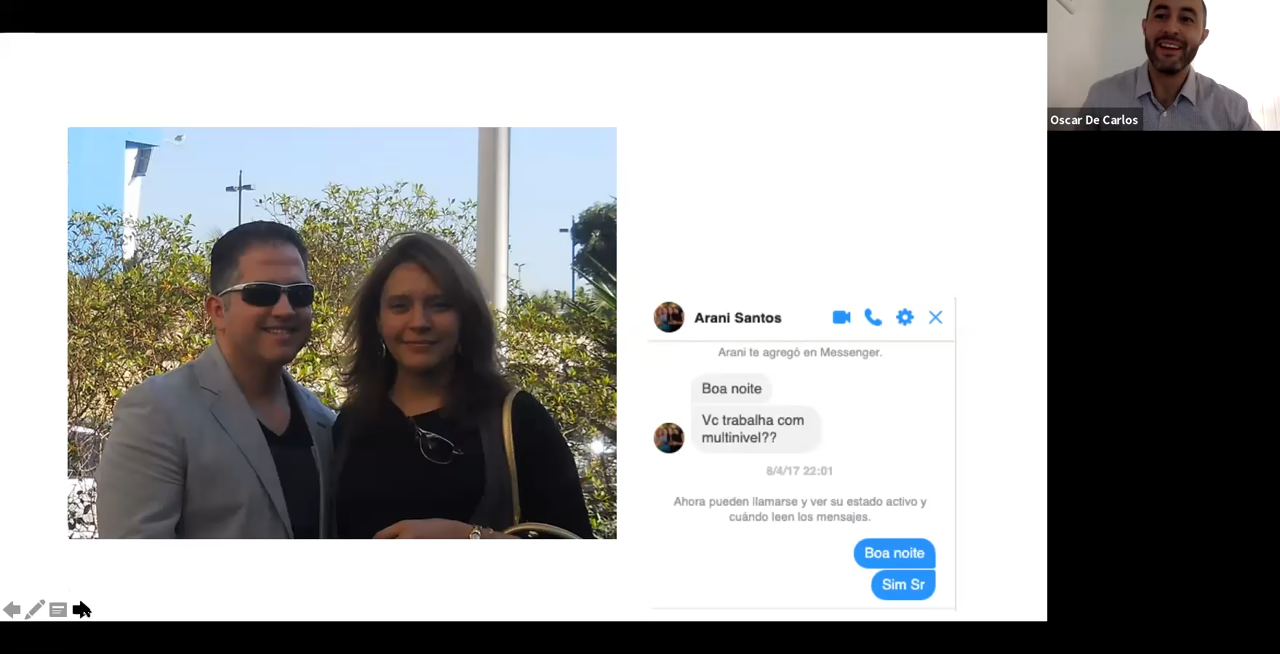 Oscar De Carlos
Arani Santos
Arani te agregó en Messenger.
Boa noite
Vc trabalha com
multinivel??
8/4/17 22:01
Ahora pueden llamarse y ver su estado activo y
cuándo leen los mensajes.
Boa noite
Sim Sr